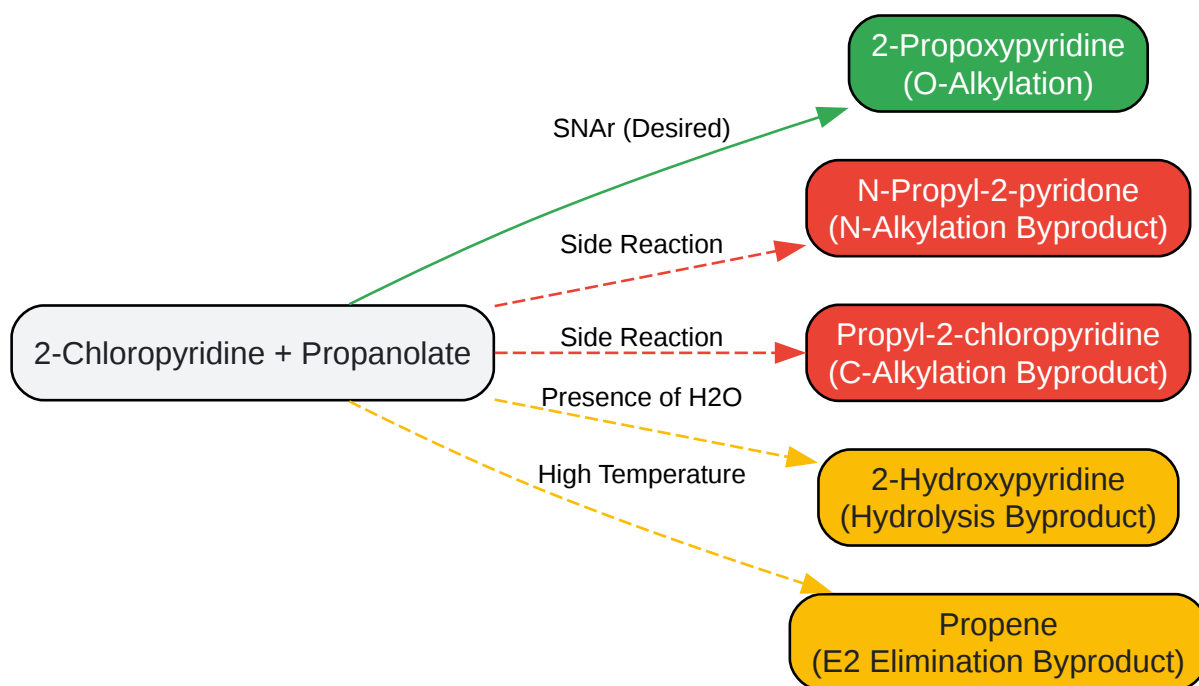 2-Propoxypyridine
(O-Alkylation)
SNAr (Desired)
N-Propyl-2-pyridone
(N-Alkylation Byproduct)
Side Reaction
2-Chloropyridine + Propanolate
Side Reaction
Propyl-2-chloropyridine
(C-Alkylation Byproduct)
Presence of H2O
2-Hydroxypyridine
(Hydrolysis Byproduct)
High Temperature
Propene
(E2 Elimination Byproduct)